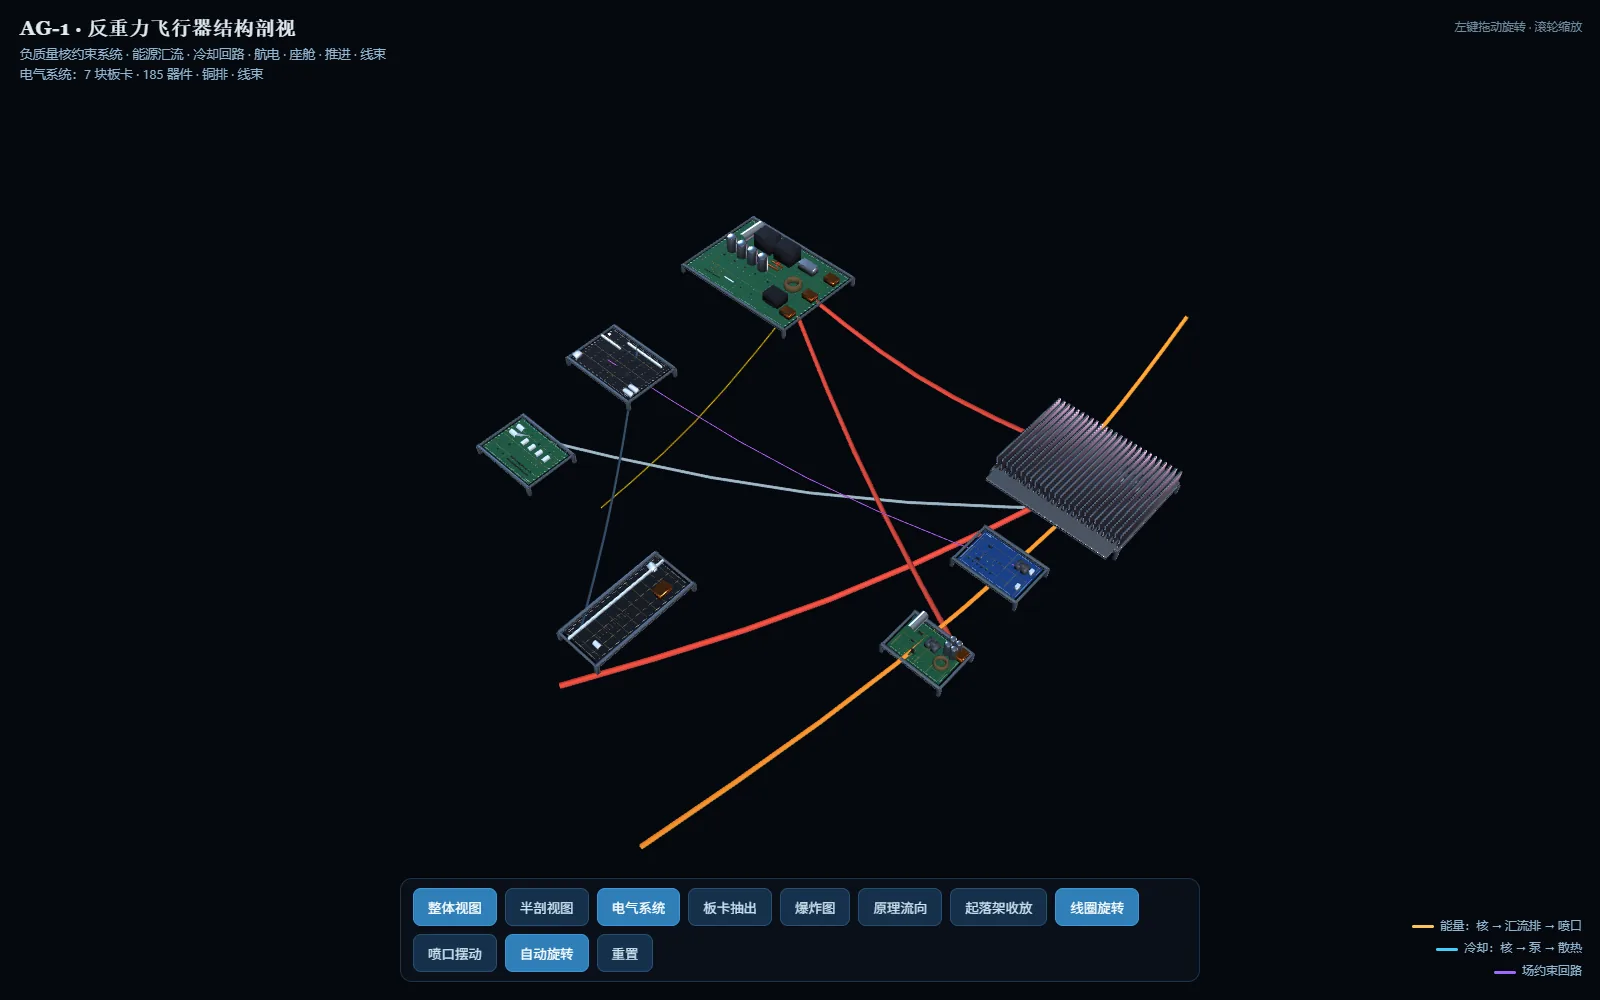 AG-1 · 反重力飞行器结构剖视
负质量核约束系统 · 能源汇流 · 冷却回路 · 航电 · 座舱 · 推进 · 线束
电气系统：7 块板卡 · 185 器件 · 铜排 · 线束
左键拖动旋转 · 滚轮缩放
整体视图 半剖视图 电气系统 板卡抽出 爆炸图 原理流向 起落架收放 线圈旋转
喷口摆动 自动旋转 重置
能量：核 → 汇流排 → 喷口
冷却：核 → 泵 → 散热
场约束回路